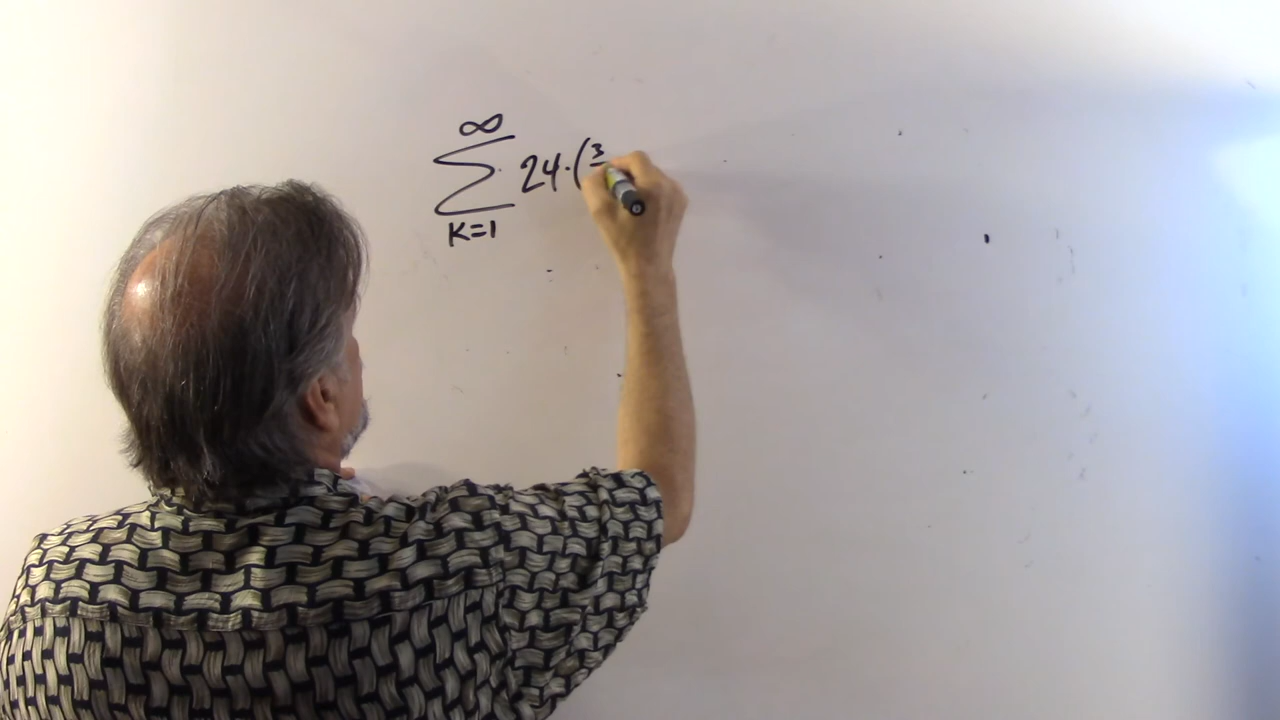 ∞
∑ 24·(3
K=1